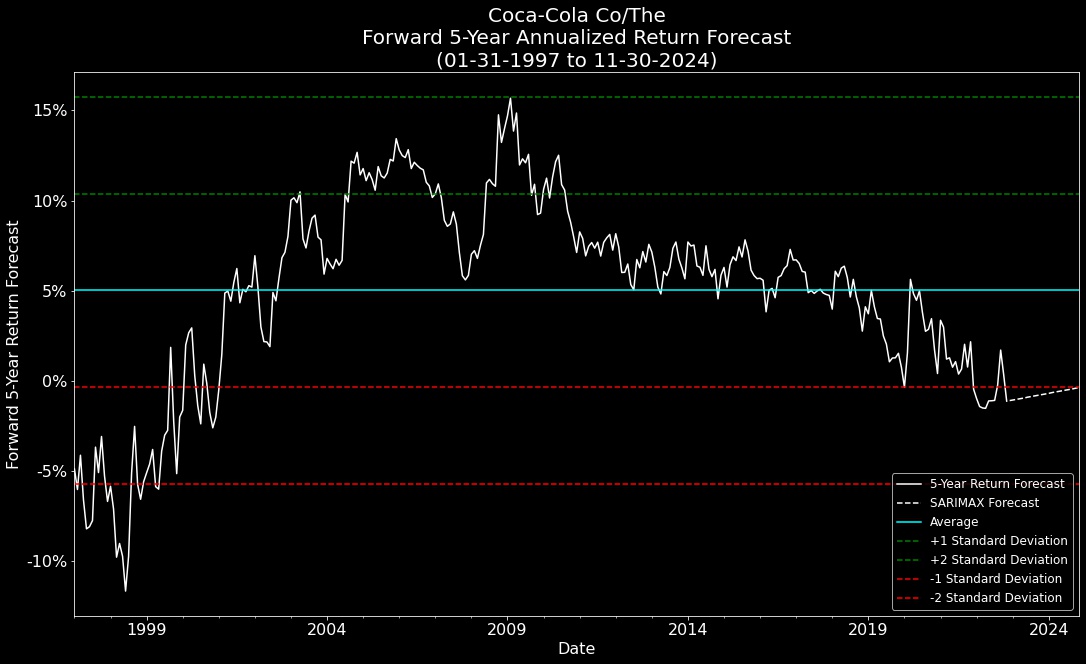 Coca-Cola Co/The
Forward 5-Year Annualized Return Forecast
(01-31-1997 to 11-30-2024)
Forward 5-Year Return Forecast
15%
10%
5%
0%
-5%
-10%
5-Year Return Forecast
SARIMAX Forecast
Average
+1 Standard Deviation
+2 Standard Deviation
-1 Standard Deviation
-2 Standard Deviation
1999
2004
2009
2014
2019
2024
Date